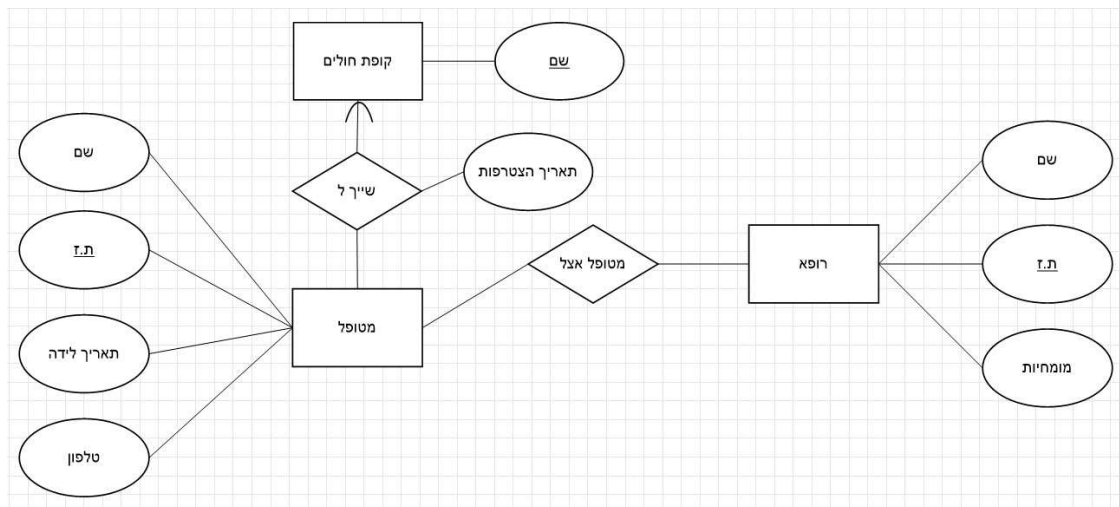 קופת חולים
שם
שם
תאריך הצטרפות
שייך ל
שם
ת.ז
מטופל אצל
רופא
ת.ז
מטופל
תאריך לידה
מומחיות
טלפון